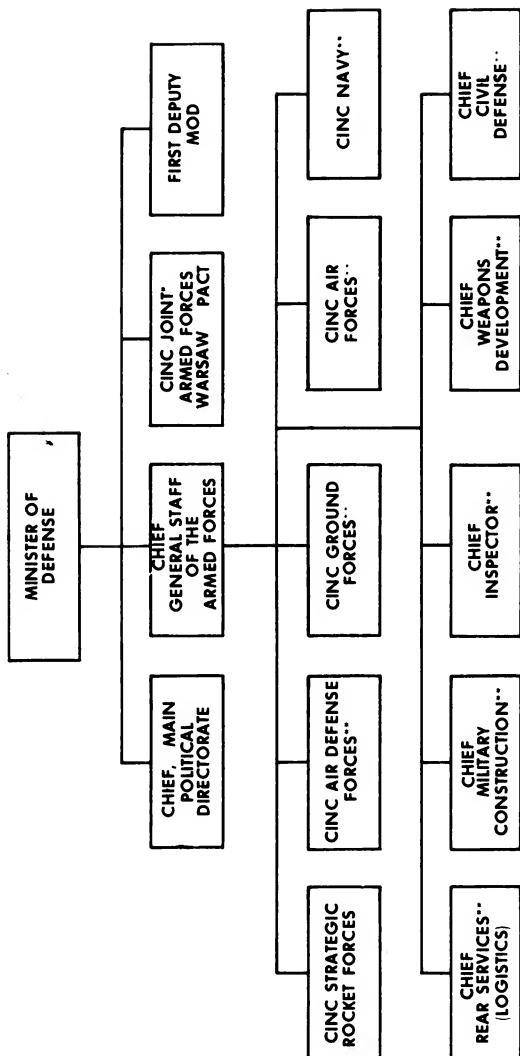 MINISTER OF
DEFENSE
CHIEF, MAIN
POLITICAL
DIRECTORATE
CHIEF
GENERAL STAFF
OF THE
ARMED FORCES
CINC JOINT*
ARMED FORCES
WARSAW PACT
FIRST DEPUTY
MOD
CINC STRATEGIC
ROCKET FORCES
CINC AIR DEFENSE
FORCES**
CINC GROUND
FORCES**
CINC AIR
FORCES**
CINC NAVY**
CHIEF
REAR SERVICES**
(LOGISTICS)
CHIEF
MILITARY
CONSTRUCTION**
CHIEF
INSPECTOR**
CHIEF
WEAPONS
DEVELOPMENT**
CHIEF
CIVIL
DEFENSE**